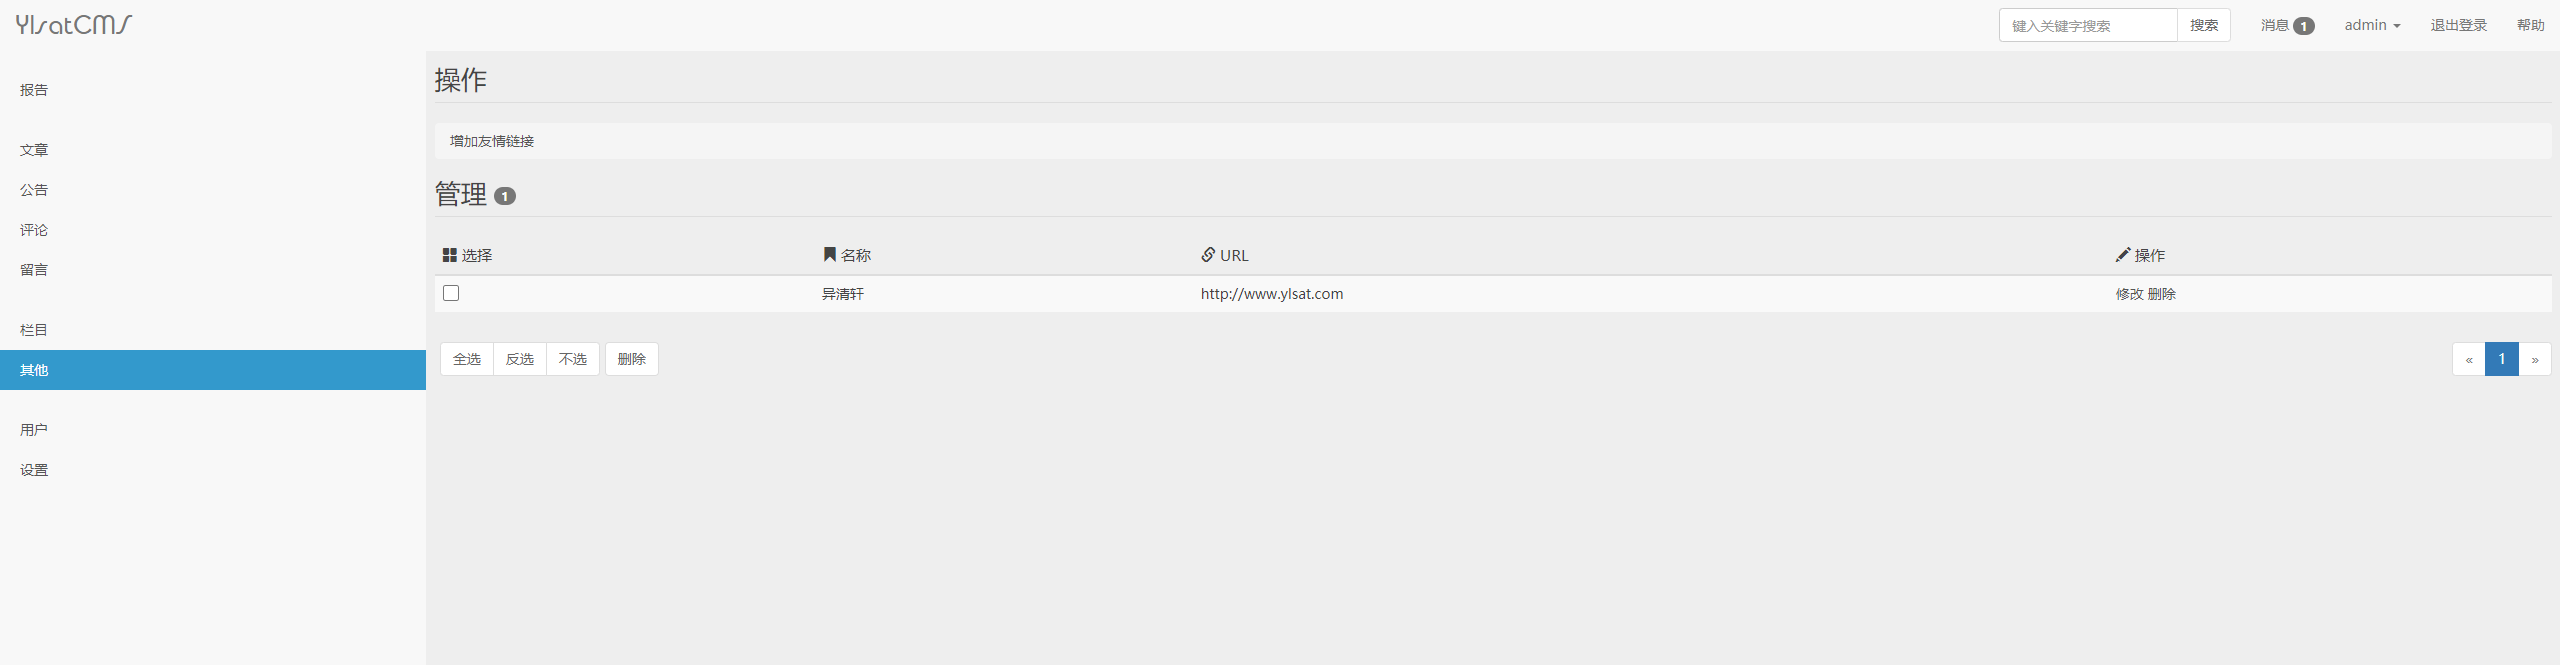 YlsatCMS
键入关键字搜索 搜索 消息 1 admin 退出登录 帮助
报告
文章
公告
评论
留言
栏目
其他
用户
设置
操作
增加友情链接
管理 1
选择 名称 URL 操作
异清轩 http://www.ylsat.com 修改 删除
全选 反选 不选 删除 « 1 »